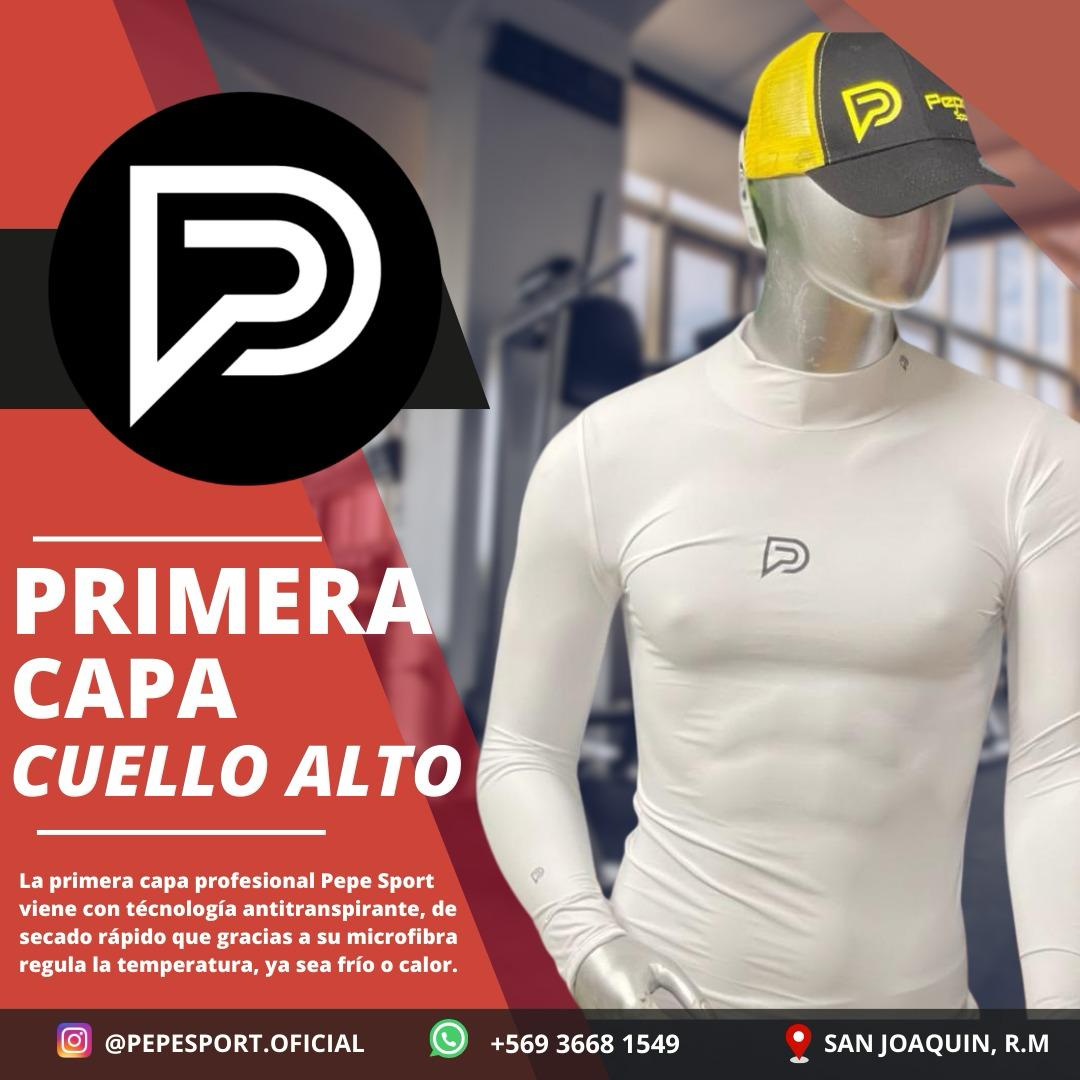 PRIMERA
CAPA
CUELLO ALTO
La primera capa profesional Pepe Sport
viene con técnología antitranspirante, de
secado rápido que gracias a su microfibra
regula la temperatura, ya sea frío o calor.
@PEPESPORT.OFICIAL
+569 3668 1549
SAN JOAQUIN, R.M